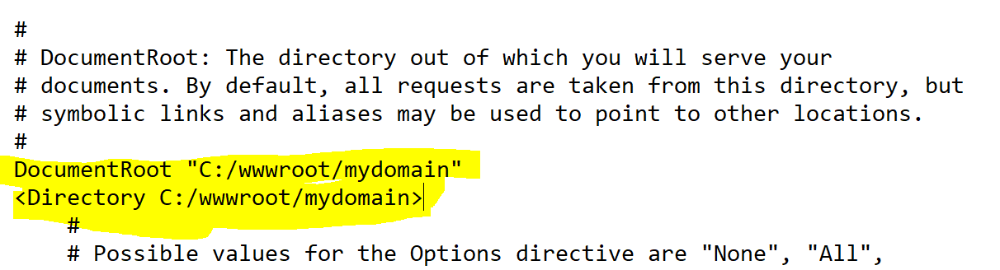 #
# DocumentRoot: The directory out of which you will serve your
# documents. By default, all requests are taken from this directory, but
# symbolic links and aliases may be used to point to other locations.
#
DocumentRoot "C:/wwwroot/mydomain"
<Directory C:/wwwroot/mydomain>
    #
    # Possible values for the Options directive are "None", "All",